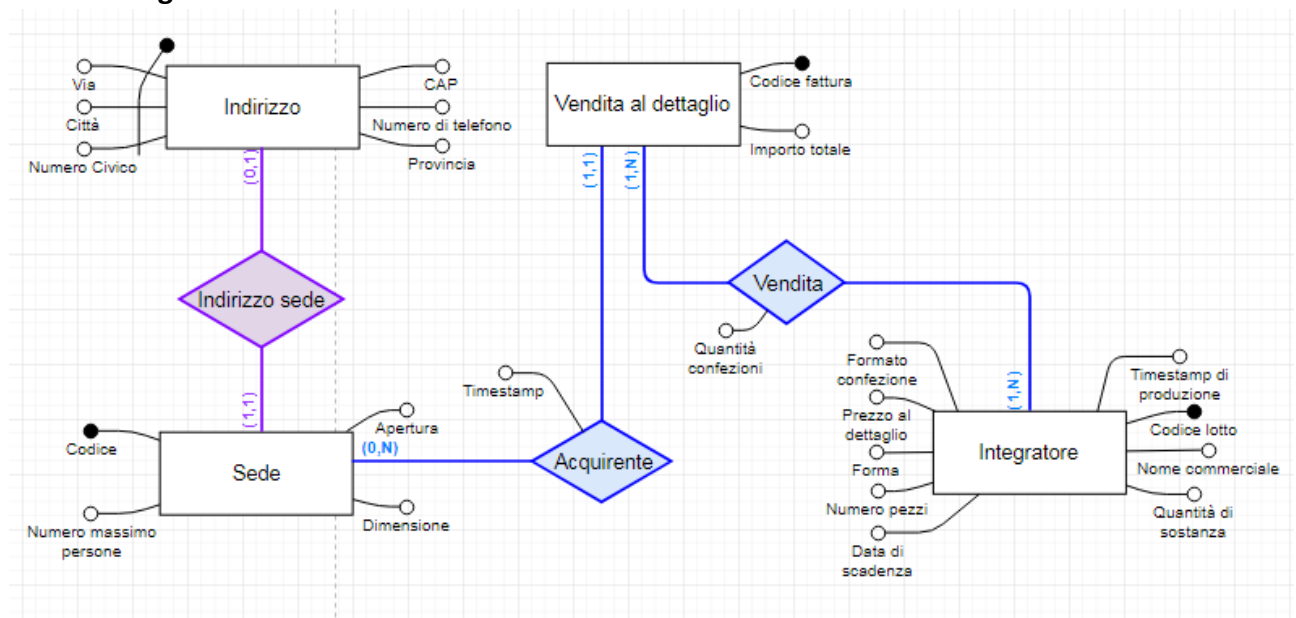 Via
Città
Numero Civico
Indirizzo
CAP
Numero di telefono
Provincia
(0,1)
Indirizzo sede
(1,1)
Vendita al dettaglio
Codice fattura
Importo totale
(1,1)
(1,N)
Vendita
Quantità
confezioni
(1,N)
Timestamp
Acquirente
(0,N)
Codice
Apertura
Sede
Numero massimo
persone
Dimensione
Formato
confezione
Prezzo al
dettaglio
Forma
Numero pezzi
Data di
scadenza
Integratore
Timestamp di
produzione
Codice lotto
Nome commerciale
Quantità di
sostanza